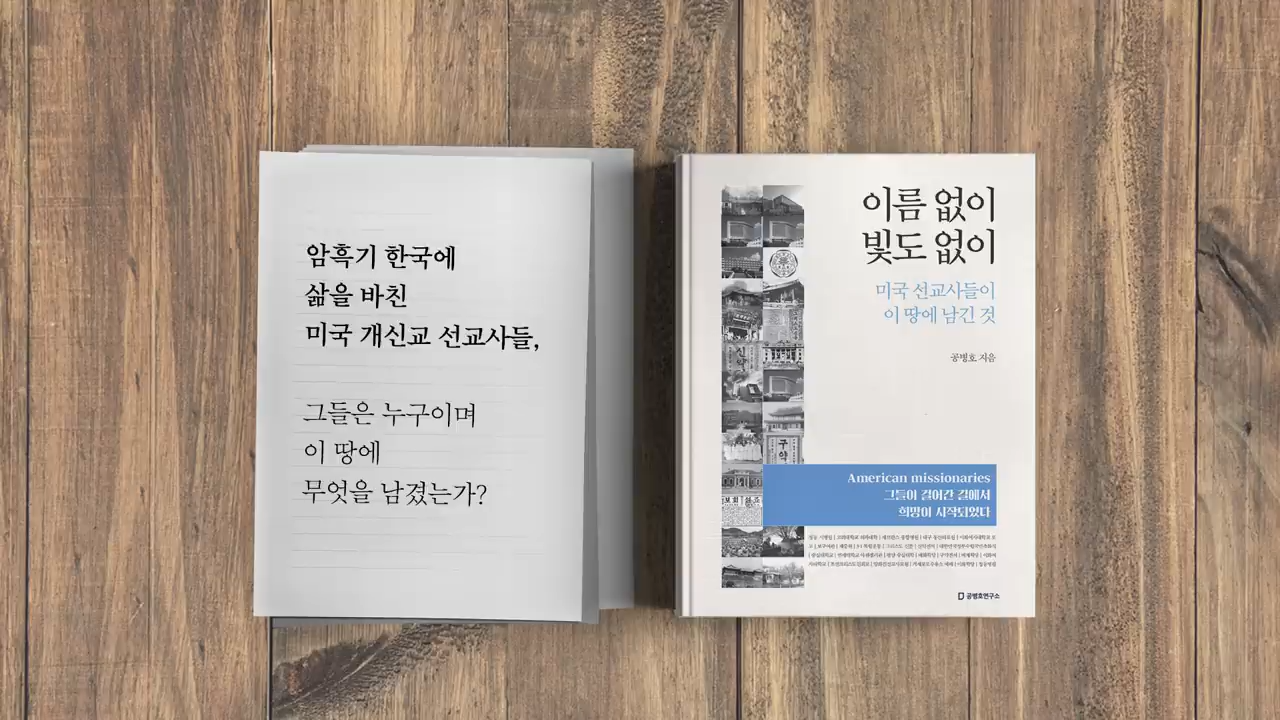 암흑기 한국에
삶을 바친
미국 개신교 선교사들,
그들은 누구이며
이 땅에
무엇을 남겼는가?
이름 없이
빛도 없이
미국 선교사들이
이 땅에 남긴 것
공병호 지음
구약
American missionaries
그들이 걸어간 길에서
희망이 시작되었다
공병호연구소